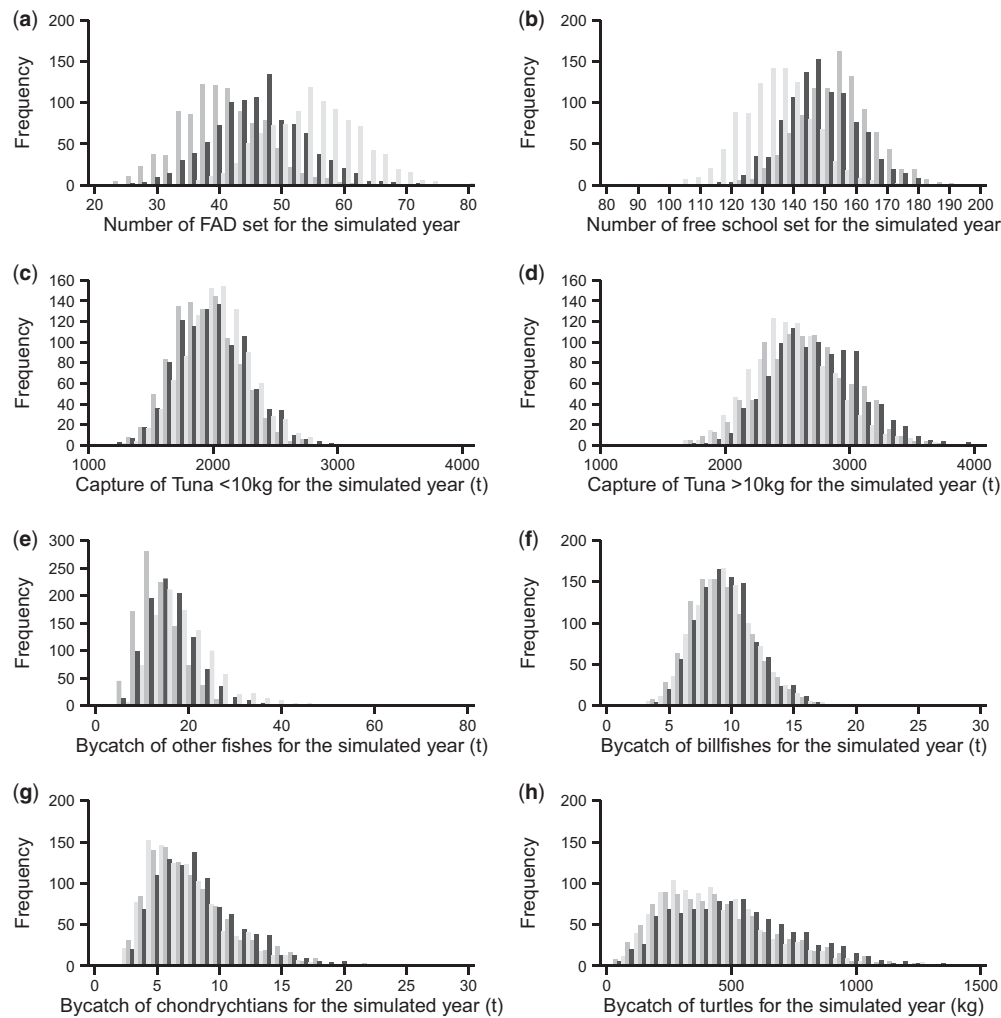 (a)
200
150
100
50
0
Frequency
20 30 40 50 60 70 80
Number of FAD set for the simulated year
(b)
200
150
100
50
0
Frequency
80 90 100 110 120 130 140 150 160 170 180 190 200
Number of free school set for the simulated year
(c)
160
140
120
100
80
60
40
20
0
Frequency
1000 2000 3000 4000
Capture of Tuna <10kg for the simulated year (t)
(d)
160
140
120
100
80
60
40
20
0
Frequency
1000 2000 3000 4000
Capture of Tuna >10kg for the simulated year (t)
(e)
300
250
200
150
100
50
0
Frequency
0 20 40 60 80
Bycatch of other fishes for the simulated year (t)
(f)
200
150
100
50
0
Frequency
0 5 10 15 20 25 30
Bycatch of billfishes for the simulated year (t)
(g)
200
150
100
50
0
Frequency
0 5 10 15 20 25 30
Bycatch of chondrychtians for the simulated year (t)
(h)
200
150
100
50
0
Frequency
0 500 1000 1500
Bycatch of turtles for the simulated year (kg)